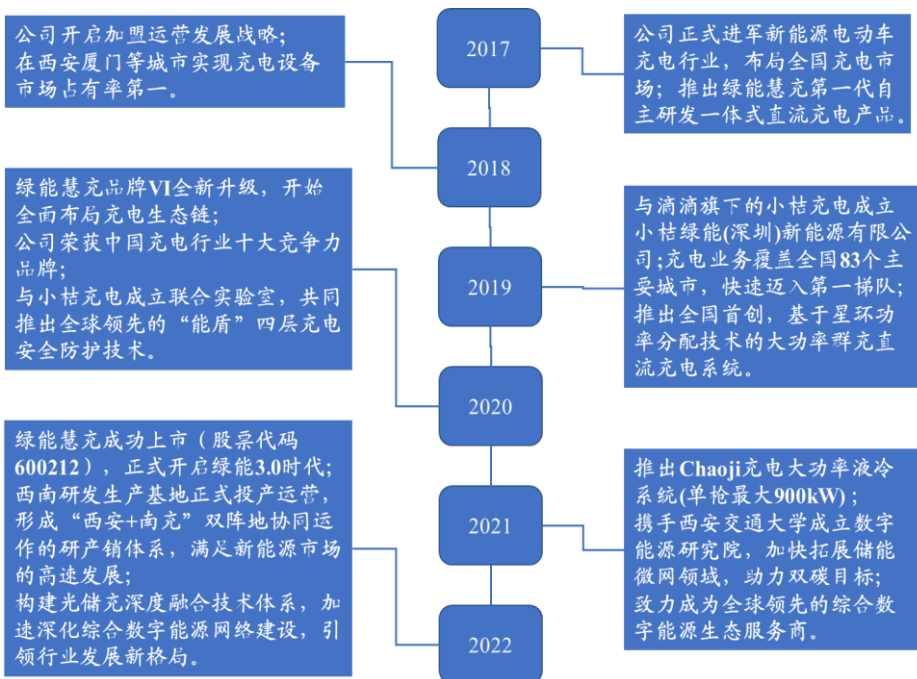 2017
公司正式进军新能源电动车
充电行业，布局全国充电市
场；推出绿能慧充第一代自
主研发一体式直流充电产品。
公司开启加盟运营发展战略；
在西安厦门等城市实现充电设备
市场占有率第一。
2018
与滴滴旗下的小桔充电成立
小桔绿能(深圳)新能源有限公
司;充电业务覆盖全国83个主
要城市，快速迈入第一梯队；
推出全国首创，基于星环功
率分配技术的大功率群充直
流充电系统。
2019
绿能慧充品牌VI全新升级，开始
全面布局充电生态链；
公司荣获中国充电行业十大竞争力
品牌；
与小桔充电成立联合实验室，共同
推出全球领先的“能盾”四层充电
安全防护技术。
2020
推出Chaoji充电大功率液冷
系统(单枪最大900kW)；
携手西安交通大学成立数字
能源研究院，加快拓展储能
微网领域，助力双碳目标；
致力成为全球领先的综合数
字能源生态服务商。
2021
绿能慧充成功上市（股票代码
600212），正式开启绿能3.0时代；
西南研发生产基地正式投产运营，
形成“西安+南充”双阵地协同运
作的研产销体系，满足新能源市场
的高速发展；
构建光储充深度融合技术体系，加
速深化综合数字能源网络建设，引
领行业发展新格局。
2022